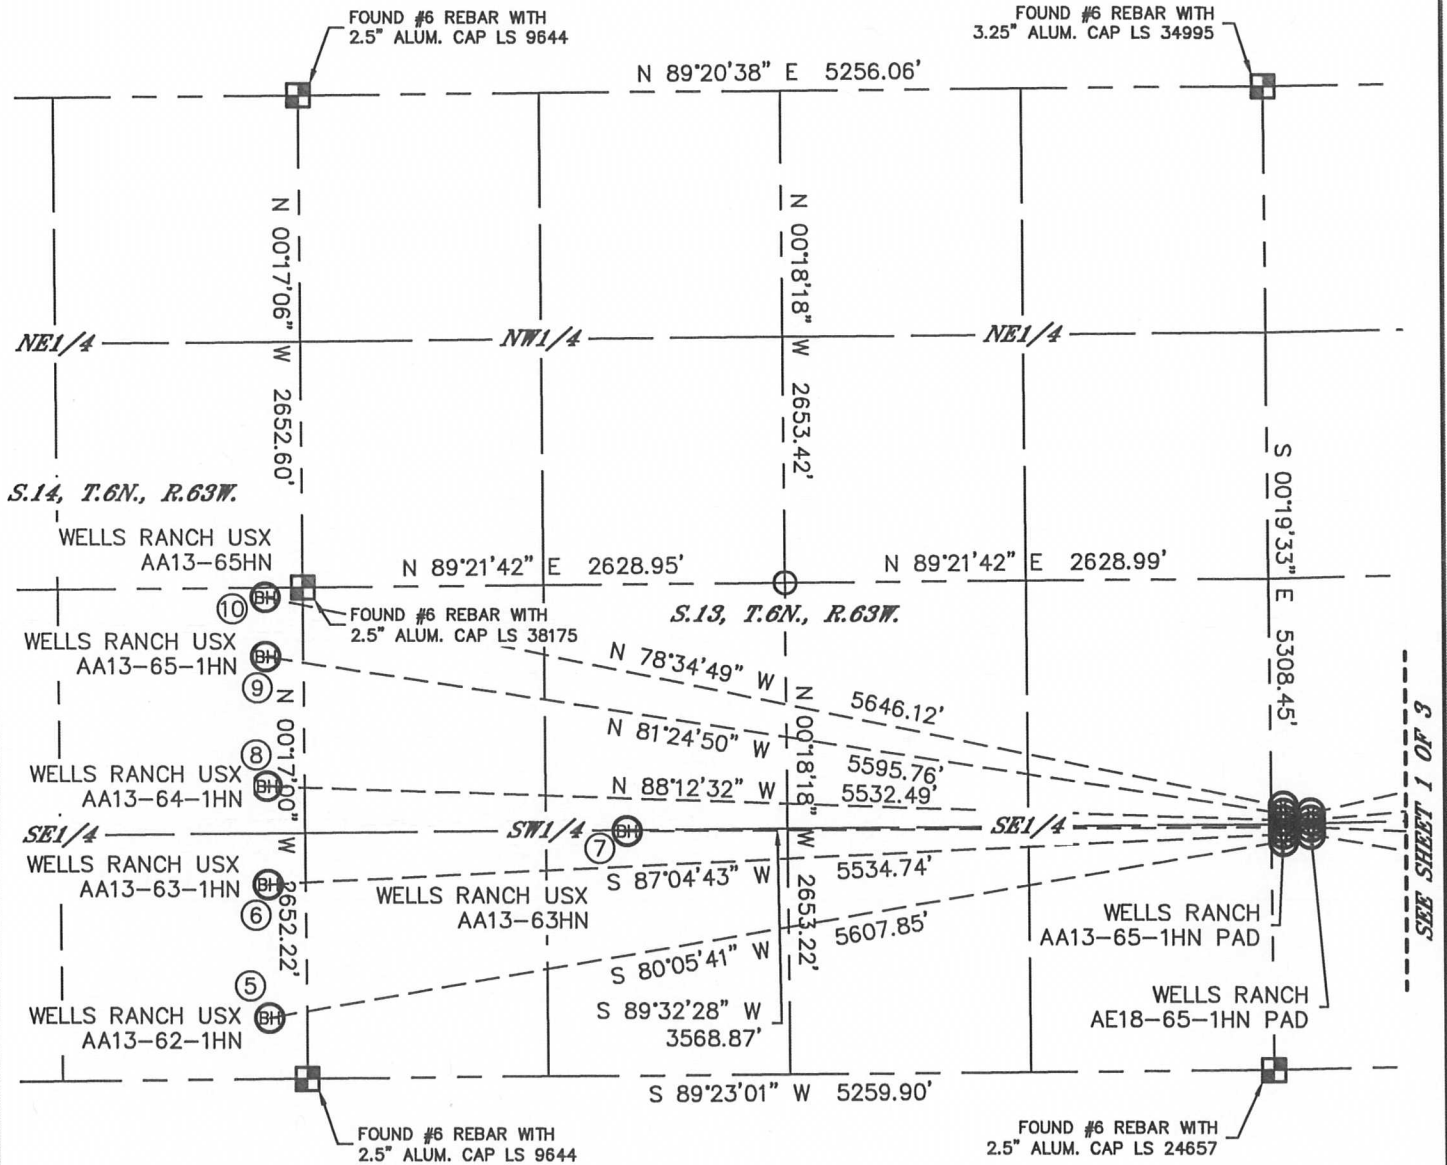 FOUND #6 REBAR WITH
2.5" ALUM. CAP LS 9644
FOUND #6 REBAR WITH
3.25" ALUM. CAP LS 34995
N 89°20'38" E 5256.06'
N 00°17'06" W 2652.60'
N 00°18'18" W 2653.42'
S 00°19'33" E 5308.45'
NE1/4
NW1/4
NE1/4
S.14, T.6N., R.63W.
WELLS RANCH USX
AA13-65HN
10
BH
N 89°21'42" E 2628.95'
N 89°21'42" E 2628.99'
FOUND #6 REBAR WITH
2.5" ALUM. CAP LS 38175
S.13, T.6N., R.63W.
WELLS RANCH USX
AA13-65-1HN
BH
9
N 78°34'49" W 5646.12'
N 81°24'50" W 5595.76'
N 00°17'00" W 2652.22'
N 00°18'18" W 2653.22'
8
WELLS RANCH USX
AA13-64-1HN
BH
N 88°12'32" W 5532.49'
SE1/4
SW1/4
BH
7
SE1/4
WELLS RANCH USX
AA13-63-1HN
BH
6
S 87°04'43" W 5534.74'
WELLS RANCH USX
AA13-63HN
S 80°05'41" W 5607.85'
5
WELLS RANCH USX
AA13-62-1HN
BH
S 89°32'28" W
3568.87'
WELLS RANCH
AA13-65-1HN PAD
WELLS RANCH
AE18-65-1HN PAD
SEE SHEET 1 OF 3
S 89°23'01" W 5259.90'
FOUND #6 REBAR WITH
2.5" ALUM. CAP LS 9644
FOUND #6 REBAR WITH
2.5" ALUM. CAP LS 24657